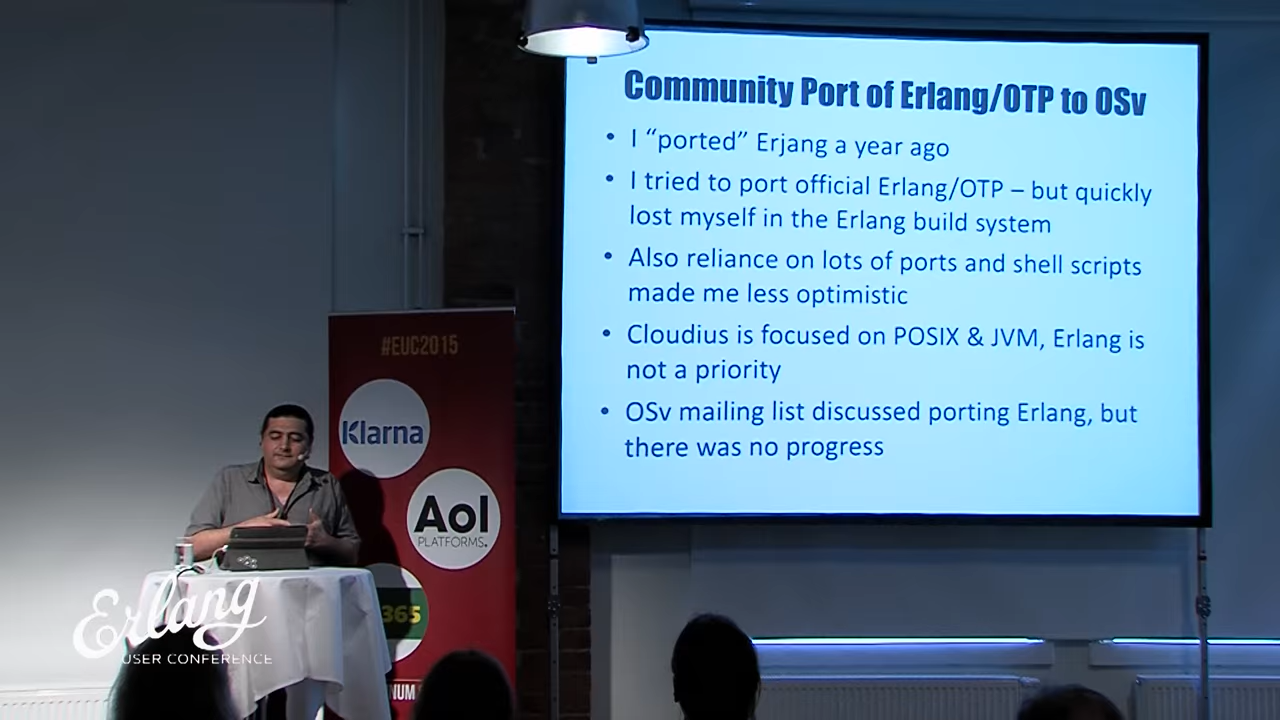 Community Port of Erlang/OTP to OSv
• I “ported” Erjang a year ago
• I tried to port official Erlang/OTP – but quickly
lost myself in the Erlang build system
• Also reliance on lots of ports and shell scripts
made me less optimistic
• Cloudius is focused on POSIX & JVM, Erlang is
not a priority
• OSv mailing list discussed porting Erlang, but
there was no progress
#EUC2015
Klarna
Aol
PLATFORMS.
365
Erlang
USER CONFERENCE